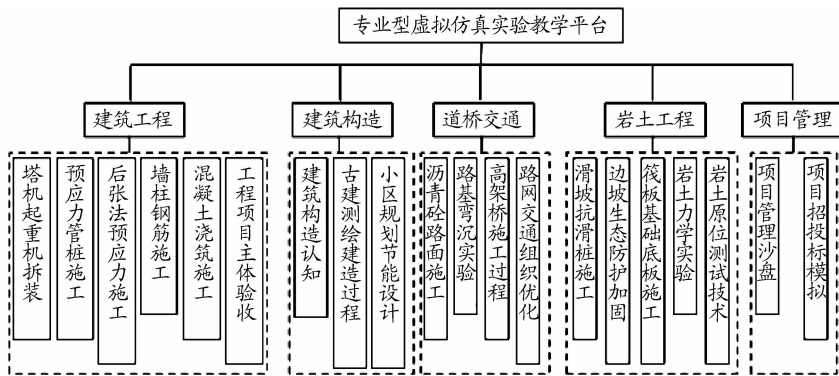 专业型虚拟仿真实验教学平台
建筑工程
建筑构造
道桥交通
岩土工程
项目管理
塔机起重机拆装
预应力管桩施工
后张法预应力施工
墙柱钢筋施工
混凝土浇筑施工
工程项目主体验收
建筑构造认知
古建测绘建造过程
小区规划节能设计
沥青砼路面施工
路基弯沉实验
高架桥施工过程
路网交通组织优化
滑坡抗滑桩施工
边坡生态防护加固
筏板基础底板施工
岩土力学实验
岩土原位测试技术
项目管理沙盘
项目招投标模拟